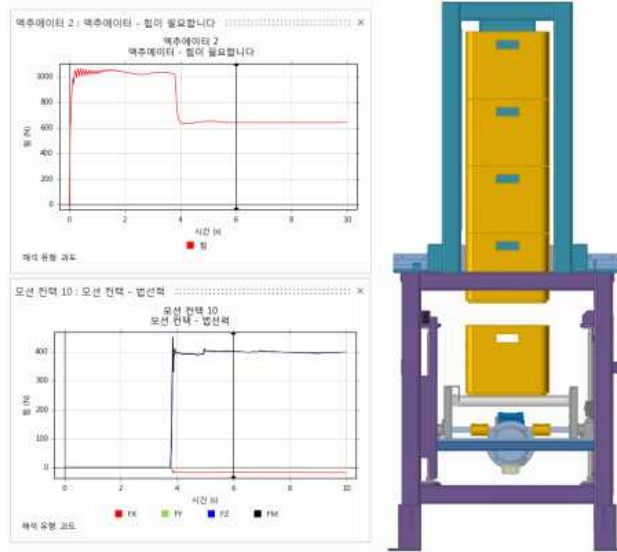 액추에이터 2 : 액추에이터 - 힘이 필요합니다
액추에이터 2
액추에이터 - 힘이 필요합니다
힘 (N)
1000
800
600
400
200
0
0 2 4 6 8 10
시간 (s)
힘
해석 유형: 과도
모션 컨택 10 : 모션 컨택 - 법선력
모션 컨택 10
모션 컨택 - 법선력
힘 (N)
400
300
200
100
0
0 2 4 6 8 10
시간 (s)
FX FY FZ FM
해석 유형: 과도